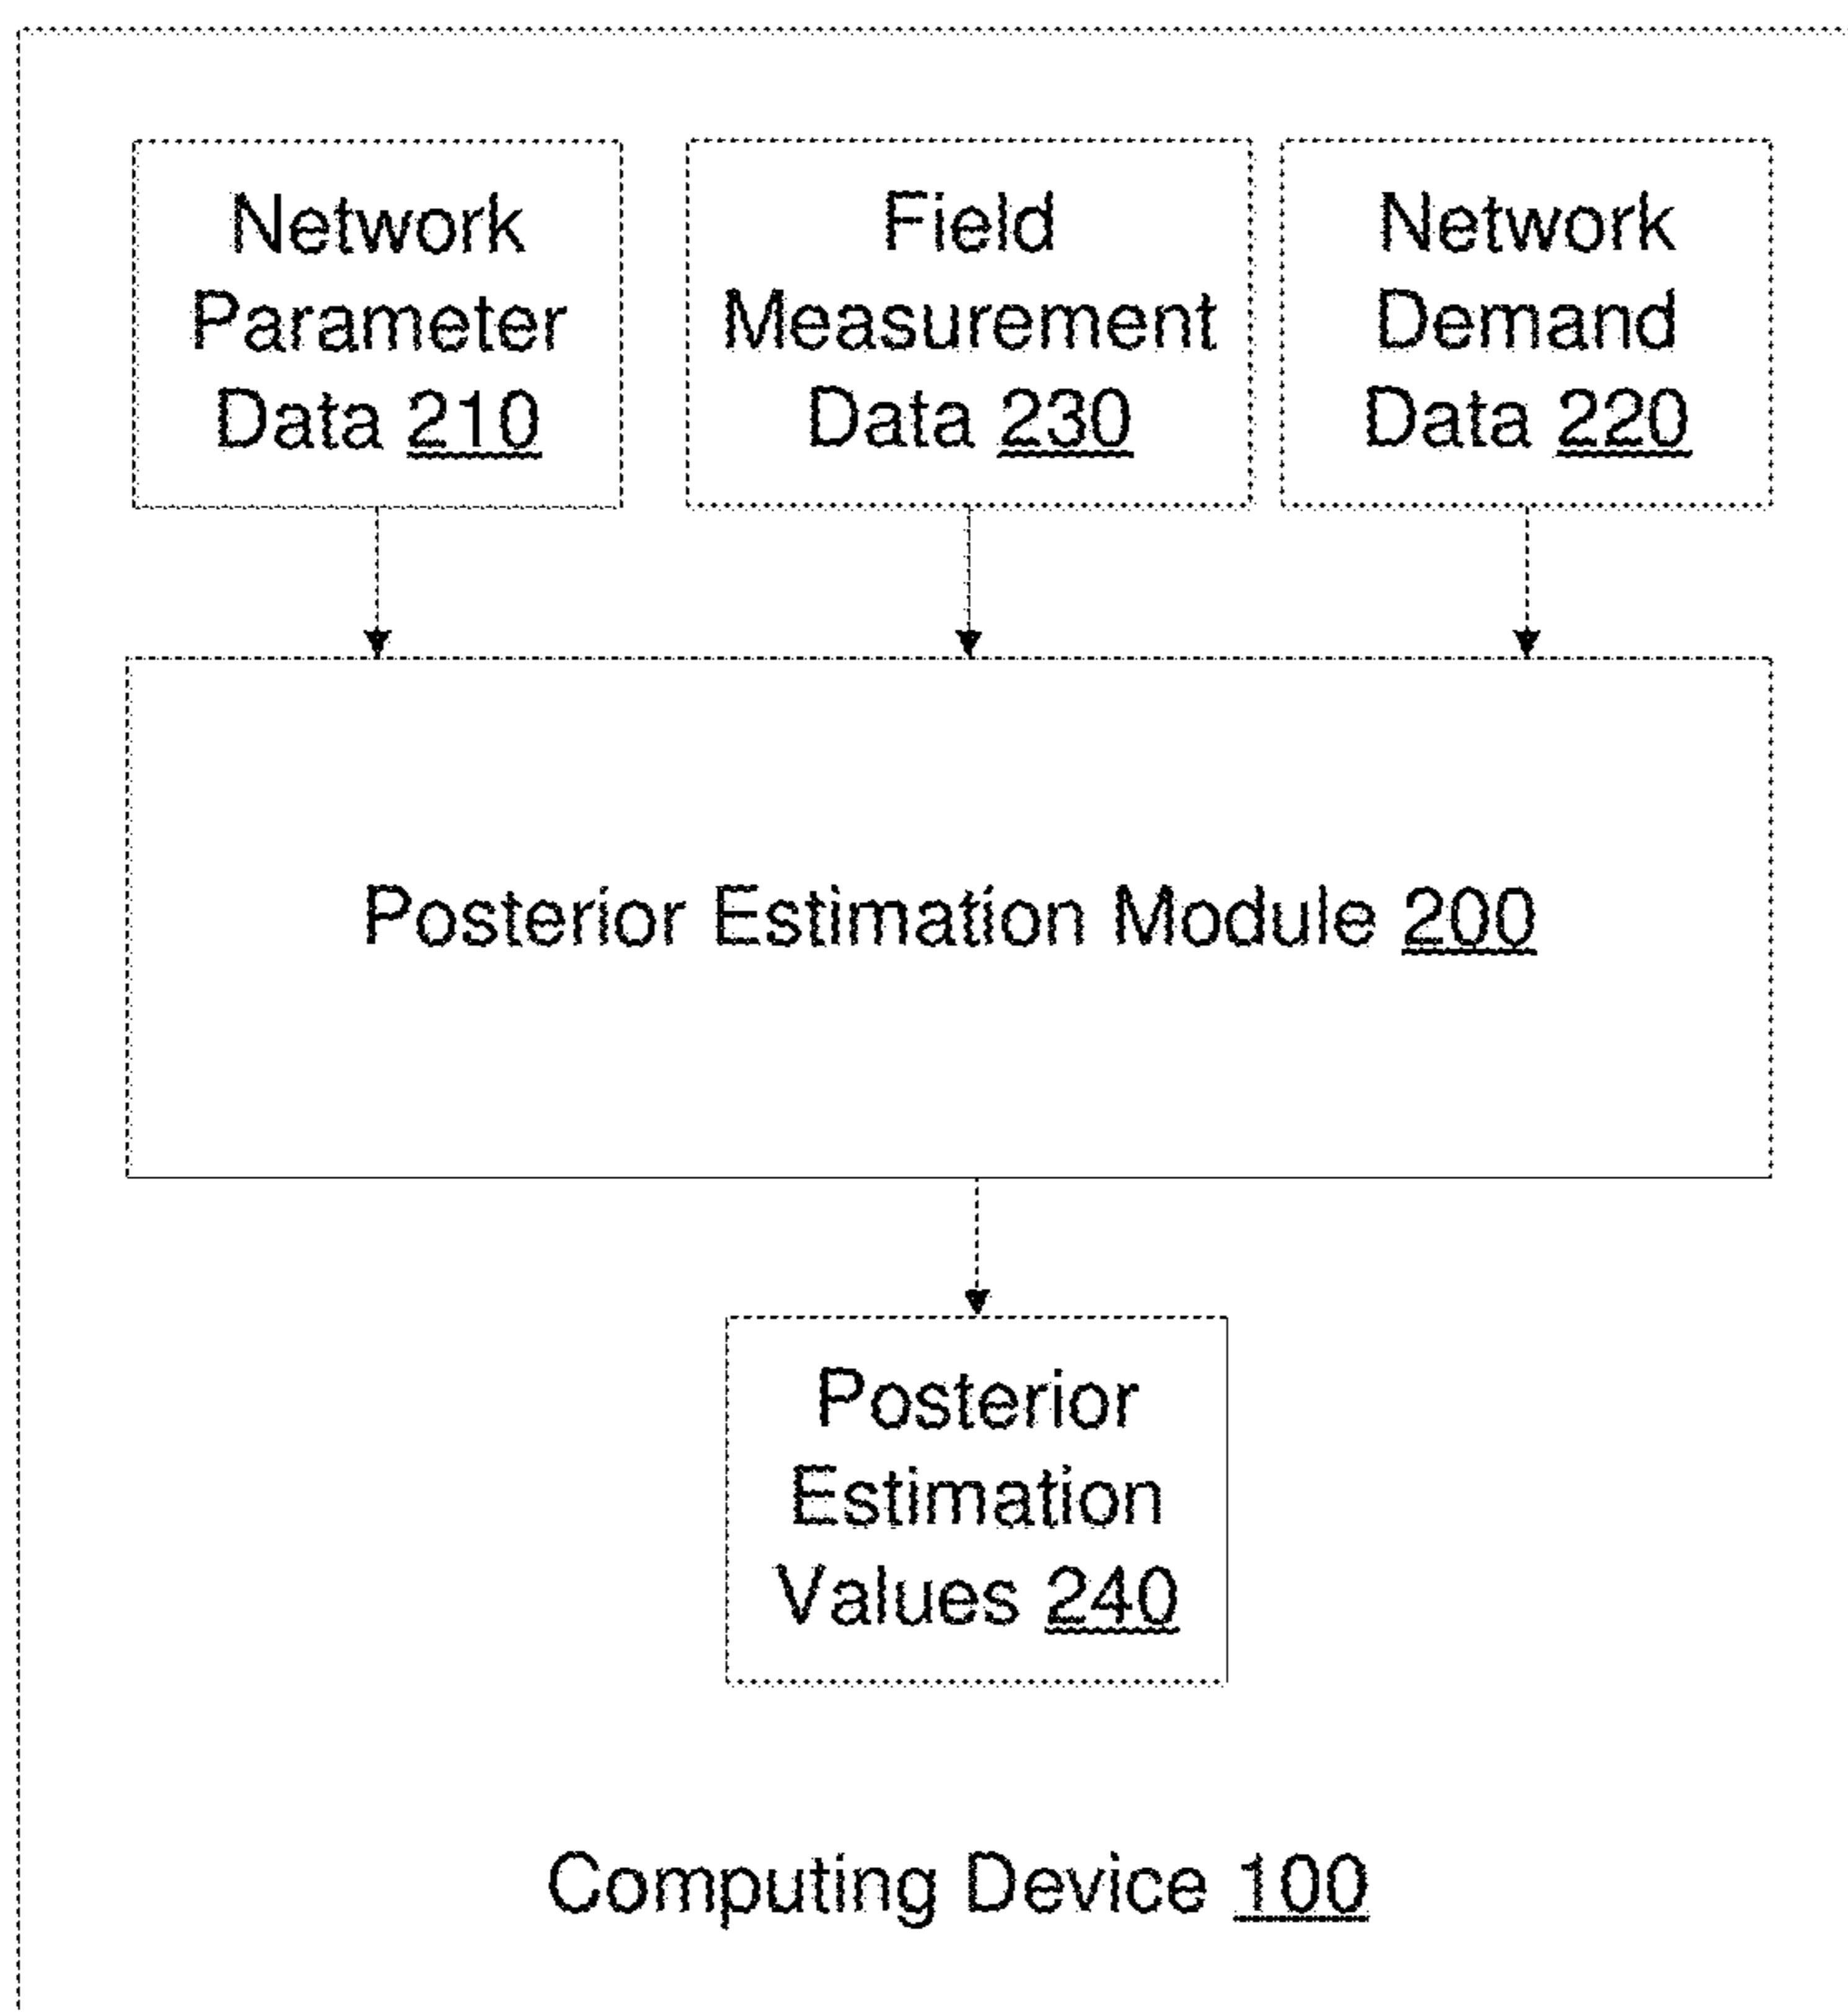 Network
Parameter
Data 210
Field
Measurement
Data 230
Network
Demand
Data 220
Posterior Estimation Module 200
Posterior
Estimation
Values 240
Computing Device 100